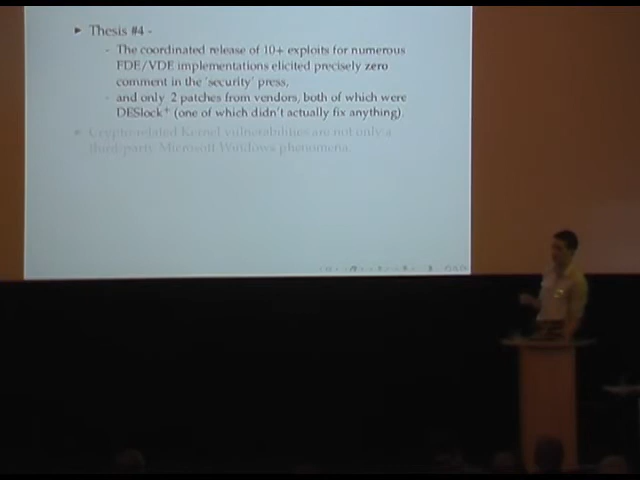 ► Thesis #4 -
- The coordinated release of 10+ exploits for numerous
FDE/VDE implementations elicited precisely zero
comment in the 'security' press,
- and only 2 patches from vendors, both of which were
DESlock⁺ (one of which didn't actually fix anything).
► Crypto-related Kernel vulnerabilities are not only a
third-party Microsoft Windows phenomena.